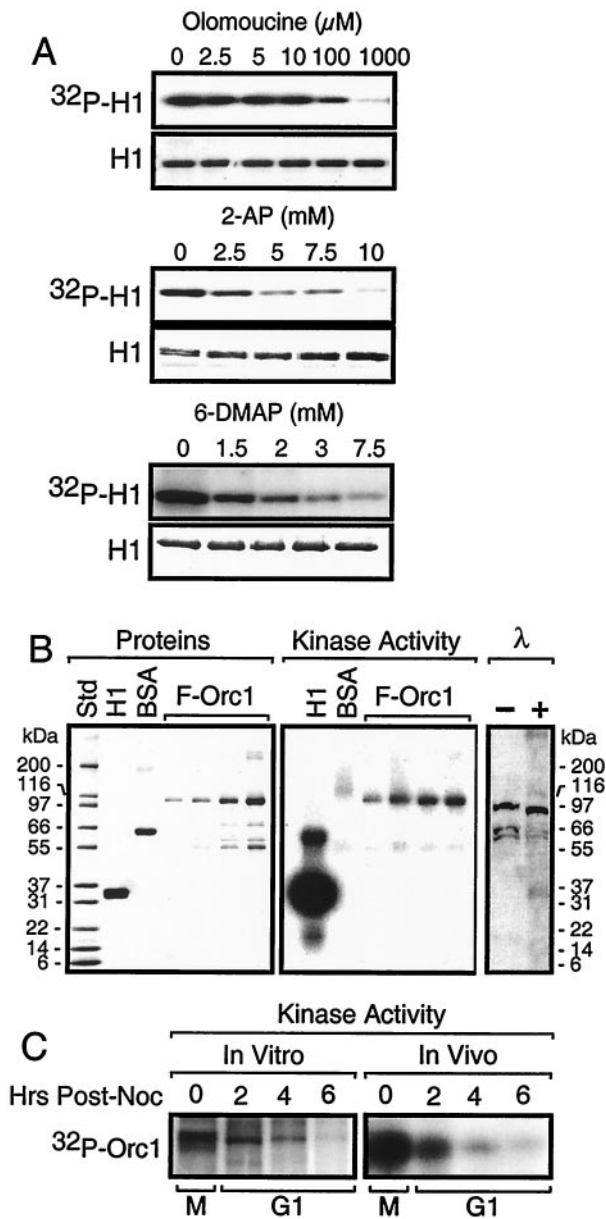 A
Olomoucine (µM)
0 2.5 5 10 100 1000
32P-H1
H1
2-AP (mM)
0 2.5 5 7.5 10
32P-H1
H1
6-DMAP (mM)
0 1.5 2 3 7.5
32P-H1
H1
B
Proteins Kinase Activity λ
Std H1 BSA F-Orc1 H1 BSA F-Orc1 − +
kDa kDa
200 - - 200
116 116
97 - - 97
66 - - 66
55 - - 55
37 - - 37
31 - - 31
22 - - 22
14 - - 14
6 - - 6
C
Kinase Activity
In Vitro In Vivo
Hrs Post-Noc 0 2 4 6 0 2 4 6
32P-Orc1
M G1 M G1